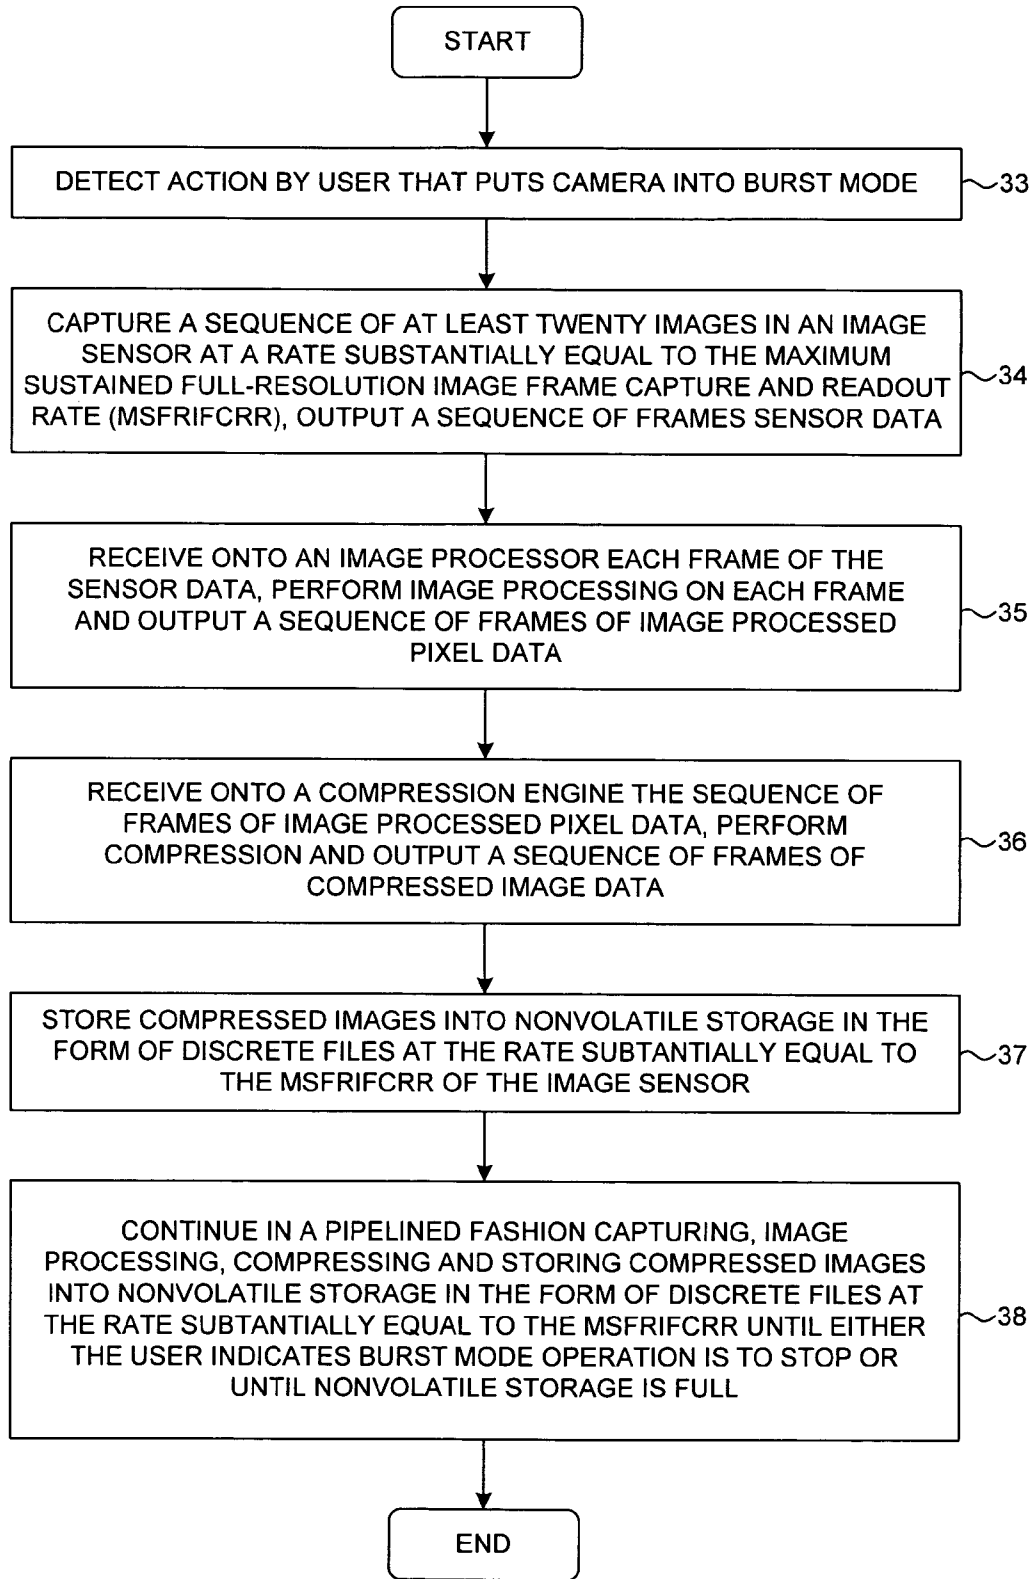 START
DETECT ACTION BY USER THAT PUTS CAMERA INTO BURST MODE
33
CAPTURE A SEQUENCE OF AT LEAST TWENTY IMAGES IN AN IMAGE
SENSOR AT A RATE SUBSTANTIALLY EQUAL TO THE MAXIMUM
SUSTAINED FULL-RESOLUTION IMAGE FRAME CAPTURE AND READOUT
RATE (MSFRIFCRR), OUTPUT A SEQUENCE OF FRAMES SENSOR DATA
34
RECEIVE ONTO AN IMAGE PROCESSOR EACH FRAME OF THE
SENSOR DATA, PERFORM IMAGE PROCESSING ON EACH FRAME
AND OUTPUT A SEQUENCE OF FRAMES OF IMAGE PROCESSED
PIXEL DATA
35
RECEIVE ONTO A COMPRESSION ENGINE THE SEQUENCE OF
FRAMES OF IMAGE PROCESSED PIXEL DATA, PERFORM
COMPRESSION AND OUTPUT A SEQUENCE OF FRAMES OF
COMPRESSED IMAGE DATA
36
STORE COMPRESSED IMAGES INTO NONVOLATILE STORAGE IN THE
FORM OF DISCRETE FILES AT THE RATE SUBTANTIALLY EQUAL TO
THE MSFRIFCRR OF THE IMAGE SENSOR
37
CONTINUE IN A PIPELINED FASHION CAPTURING, IMAGE
PROCESSING, COMPRESSING AND STORING COMPRESSED IMAGES
INTO NONVOLATILE STORAGE IN THE FORM OF DISCRETE FILES AT
THE RATE SUBTANTIALLY EQUAL TO THE MSFRIFCRR UNTIL EITHER
THE USER INDICATES BURST MODE OPERATION IS TO STOP OR
UNTIL NONVOLATILE STORAGE IS FULL
38
END